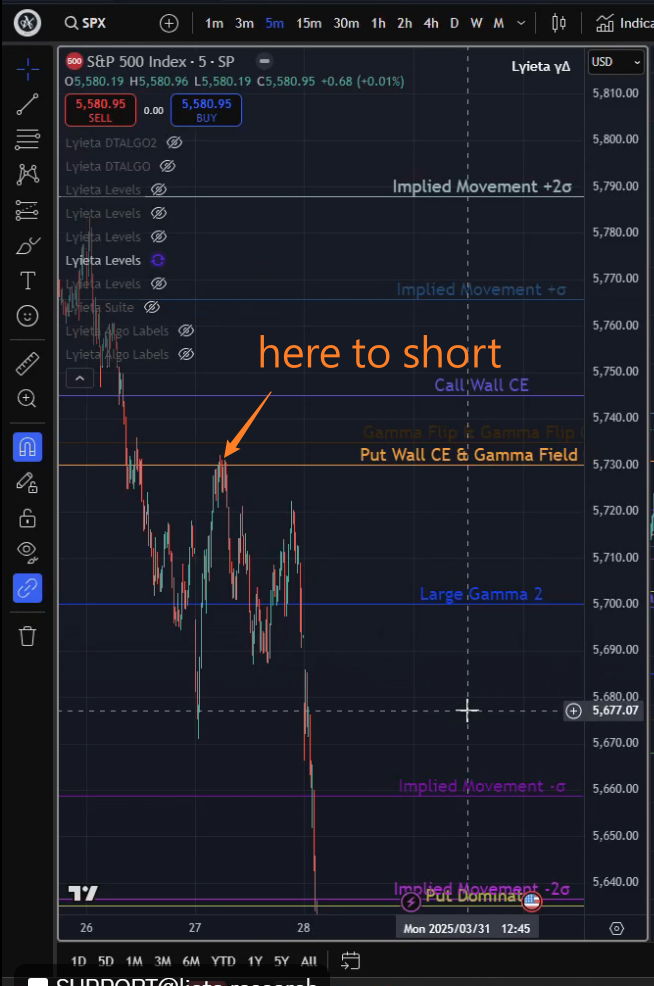 SPX 1m 3m 5m 15m 30m 1h 2h 4h D W M Indica
500 S&P 500 Index · 5 · SP
Lyieta γΔ
USD
O5,580.19 H5,580.96 L5,580.19 C5,580.95 +0.68 (+0.01%)
5,580.95 0.00 5,580.95
SELL BUY
Lyieta DTALGO2
Lyieta DTALGO
Lyieta Levels
Lyieta Levels
Lyieta Levels
Lyieta Levels
Lyieta Levels
Lyieta Suite
Lyieta Algo Labels
Lyieta Algo Labels
here to short
Implied Movement +2σ
Implied Movement +σ
Call Wall CE
Gamma Flip & Gamma Flip
Put Wall CE & Gamma Field
Large Gamma 2
Implied Movement -σ
Implied Movement -2σ
Put Dominat
5,810.00
5,800.00
5,790.00
5,780.00
5,770.00
5,760.00
5,750.00
5,740.00
5,730.00
5,720.00
5,710.00
5,700.00
5,690.00
5,680.00
5,677.07
5,670.00
5,660.00
5,650.00
5,640.00
26 27 28 Mon 2025/03/31 12:45
1D 5D 1M 3M 6M YTD 1Y 5Y All